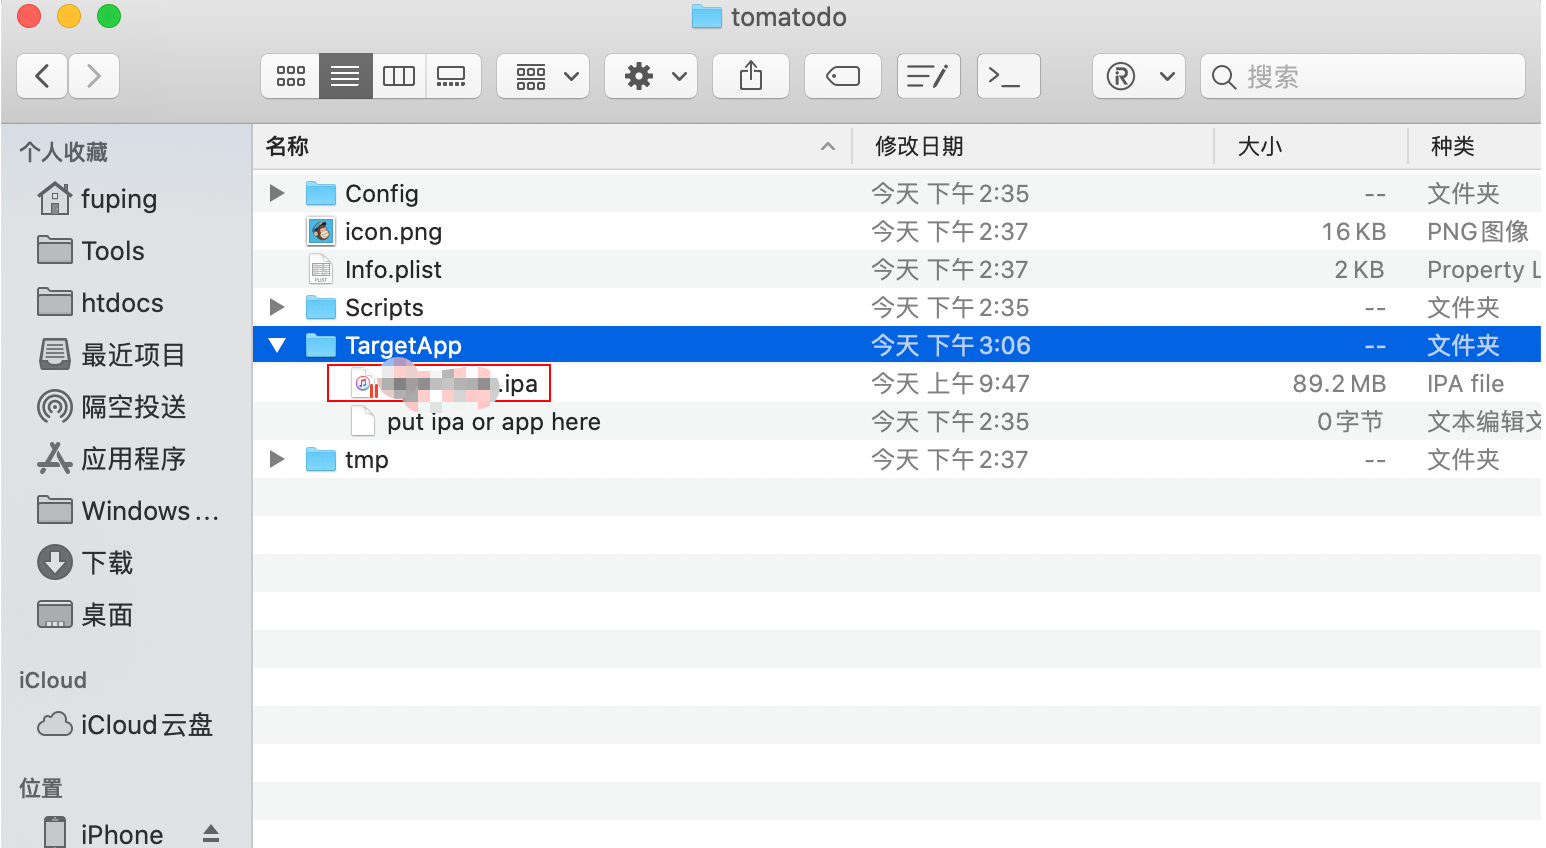 tomatodo
搜索
个人收藏
fuping
Tools
htdocs
最近项目
隔空投送
应用程序
Windows...
下载
桌面
iCloud
iCloud云盘
位置
iPhone
名称 修改日期 大小 种类
Config 今天 下午2:35 -- 文件夹
icon.png 今天 下午2:37 16 KB PNG图像
Info.plist 今天 下午2:37 2 KB Property L
Scripts 今天 下午2:35 -- 文件夹
TargetApp 今天 下午3:06 -- 文件夹
.ipa 今天 上午9:47 89.2 MB IPA file
put ipa or app here 今天 下午2:35 0字节 文本编辑文
tmp 今天 下午2:37 -- 文件夹